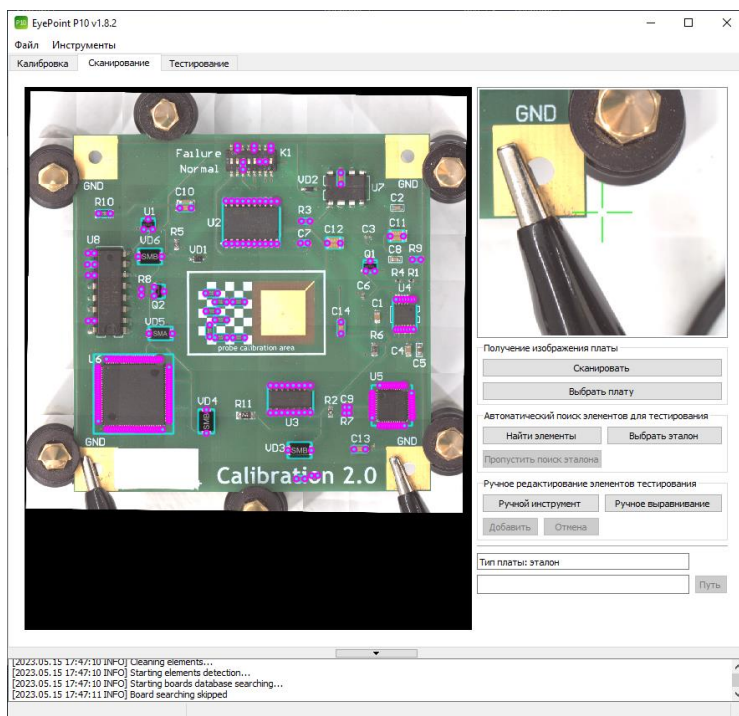 P10 EyePoint P10 v1.8.2
Файл Инструменты
Калибровка Сканирование Тестирование
Failure K1
Normal
GND VD2 U7 GND
R10 C10 C2
U1 U2 R3
R5 C7 C12 C3 C11
U8 VD6 VD1 C8 R9
SMB Q1
R8 C6 R4 R1
Q2 U4
VD5 C14 C1
SMA R6
probe calibration area C4 C5
U6 U5
VD4 R11 R2 C9
SMB U3 R7
GND VD3 SMB C13 GND
Calibration 2.0
GND
Получение изображения платы
Сканировать
Выбрать плату
Автоматический поиск элементов для тестирования
Найти элементы Выбрать эталон
Пропустить поиск эталона
Ручное редактирование элементов тестирования
Ручной инструмент Ручное выравнивание
Добавить Отмена
Тип платы: эталон
Путь
[2023.05.15 17:47:10 INFO] Cleaning elements...
[2023.05.15 17:47:10 INFO] Starting elements detection...
[2023.05.15 17:47:10 INFO] Starting boards database searching...
[2023.05.15 17:47:11 INFO] Board searching skipped